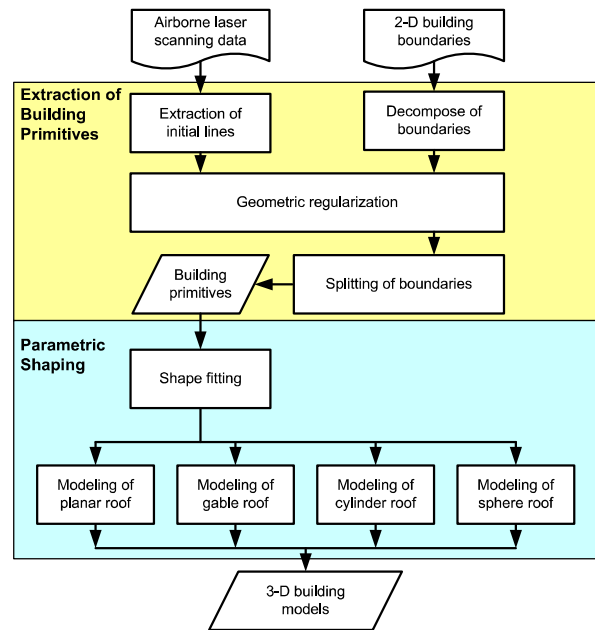 Airborne laser
scanning data
2-D building
boundaries
Extraction of
Building
Primitives
Extraction of
initial lines
Decompose of
boundaries
Geometric regularization
Building
primitives
Splitting of boundaries
Parametric
Shaping
Shape fitting
Modeling of
planar roof
Modeling of
gable roof
Modeling of
cylinder roof
Modeling of
sphere roof
3-D building
models